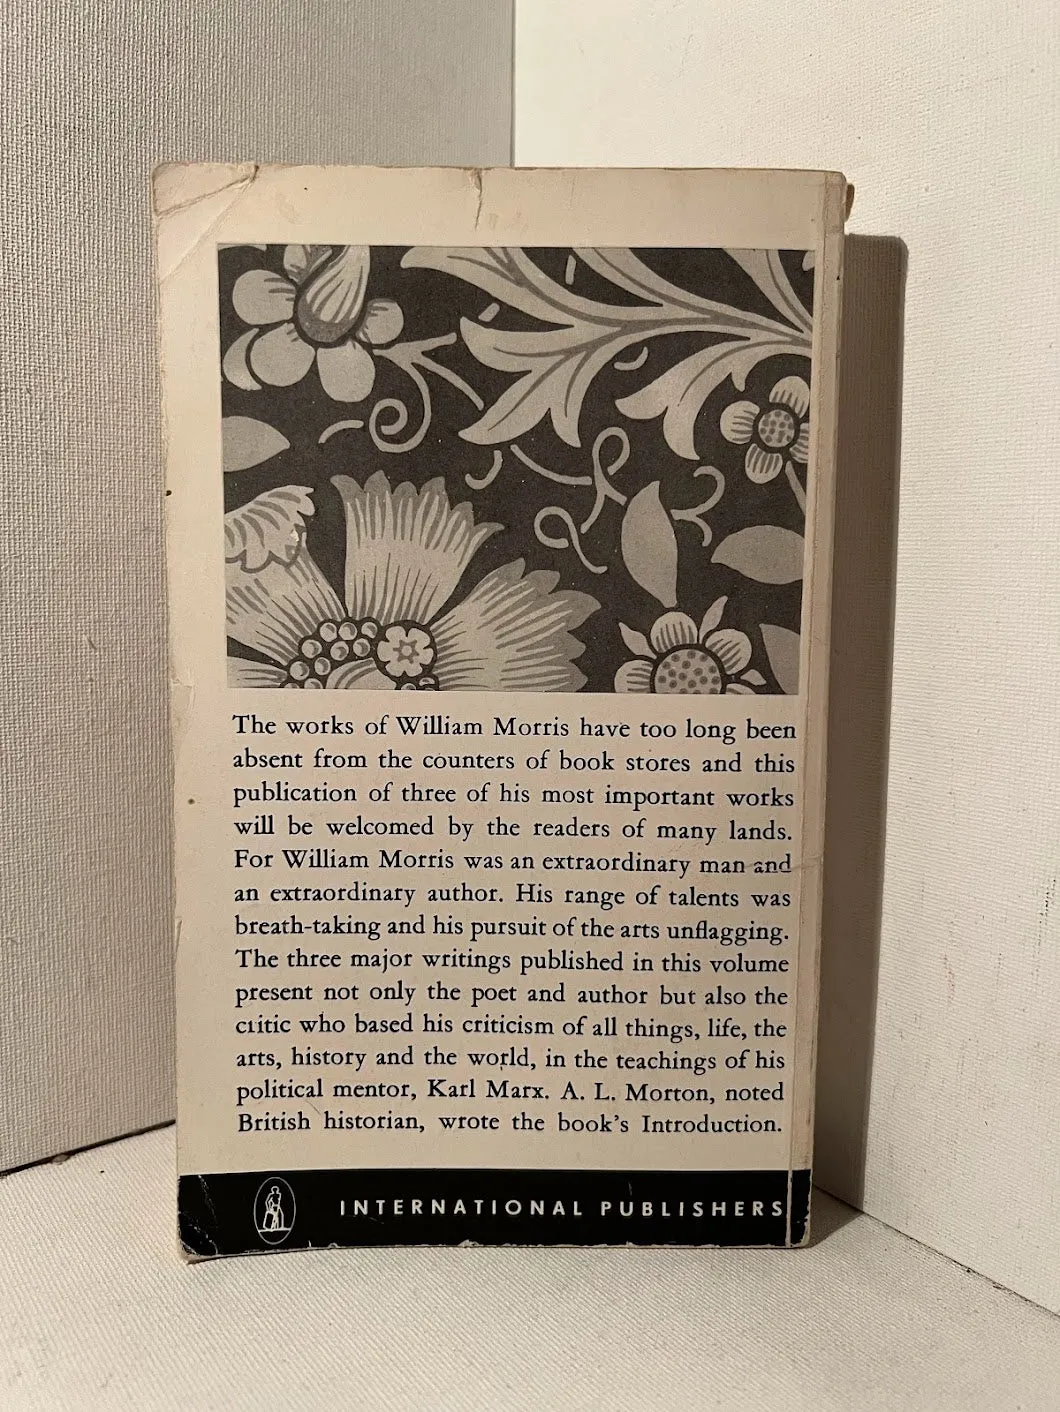 The works of William Morris have too long been
absent from the counters of book stores and this
publication of three of his most important works
will be welcomed by the readers of many lands.
For William Morris was an extraordinary man and
an extraordinary author. His range of talents was
breath-taking and his pursuit of the arts unflagging.
The three major writings published in this volume
present not only the poet and author but also the
critic who based his criticism of all things, life, the
arts, history and the world, in the teachings of his
political mentor, Karl Marx. A. L. Morton, noted
British historian, wrote the book's Introduction.
INTERNATIONAL PUBLISHERS